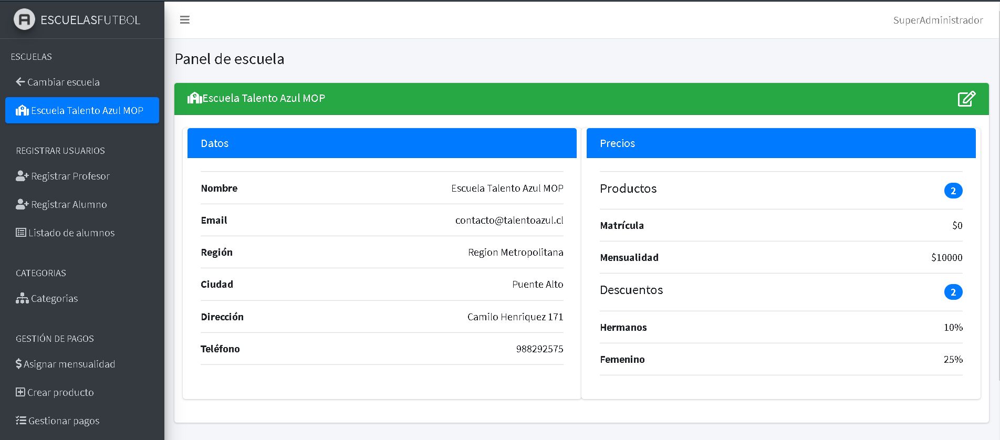 ESCUELASFUTBOL
SuperAdministrador
ESCUELAS
Cambiar escuela
Escuela Talento Azul MOP
REGISTRAR USUARIOS
Registrar Profesor
Registrar Alumno
Listado de alumnos
CATEGORIAS
Categorias
GESTIÓN DE PAGOS
Asignar mensualidad
Crear producto
Gestionar pagos
Panel de escuela
Escuela Talento Azul MOP
Datos
Nombre Escuela Talento Azul MOP
Email contacto@talentoazul.cl
Región Region Metropolitana
Ciudad Puente Alto
Dirección Camilo Henriquez 171
Teléfono 988292575
Precios
Productos 2
Matrícula $0
Mensualidad $10000
Descuentos 2
Hermanos 10%
Femenino 25%